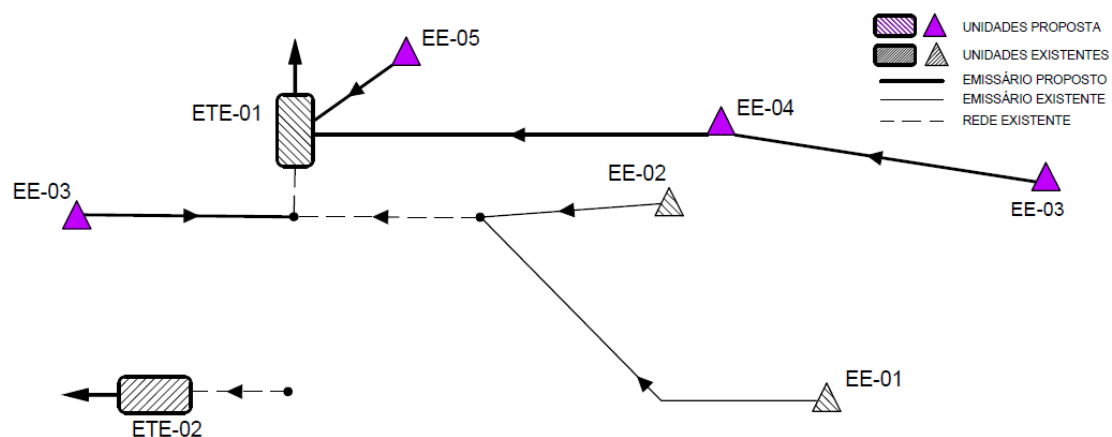 EE-05
UNIDADES PROPOSTA
UNIDADES EXISTENTES
EMISSÁRIO PROPOSTO
EMISSÁRIO EXISTENTE
REDE EXISTENTE
ETE-01
EE-04
EE-02
EE-03
EE-03
EE-01
ETE-02